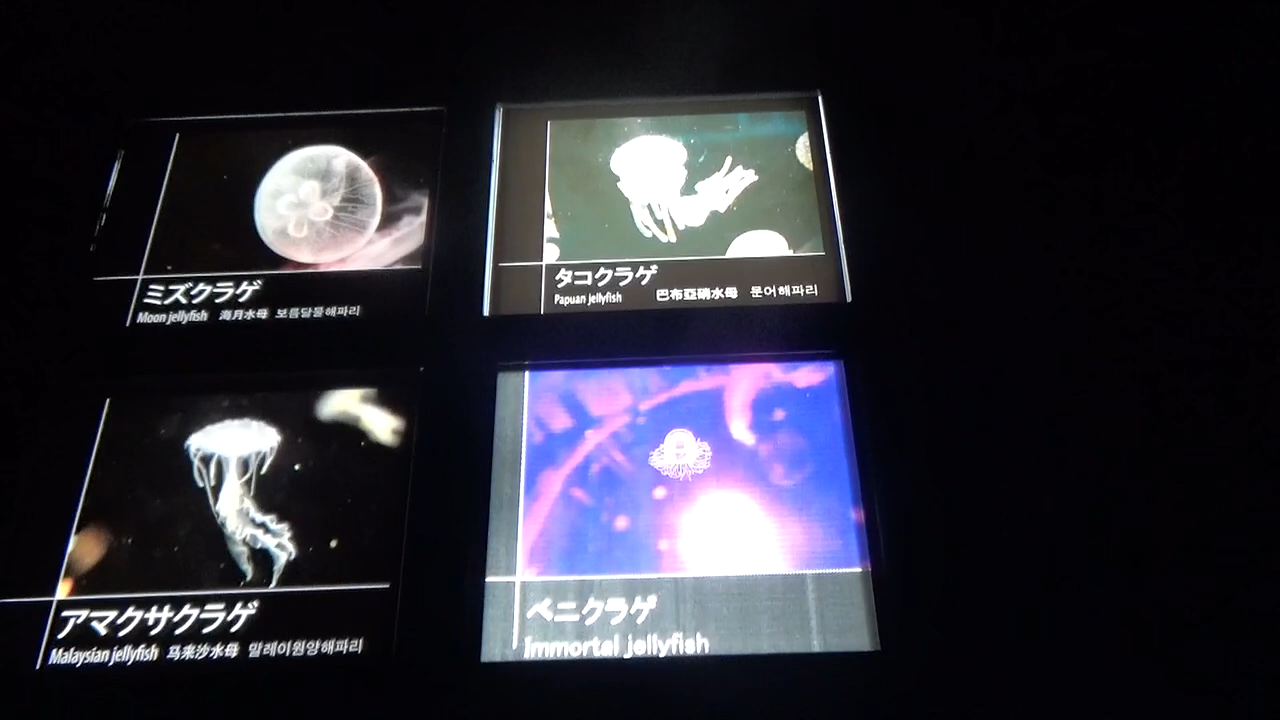 ミズクラゲ
Moon jellyfish 海月水母 보름달물해파리
タコクラゲ
Papuan jellyfish 巴布亞硝水母 문어해파리
アマクサクラゲ
Malaysian jellyfish 马来沙水母 말레이원양해파리
ベニクラゲ
Immortal jellyfish